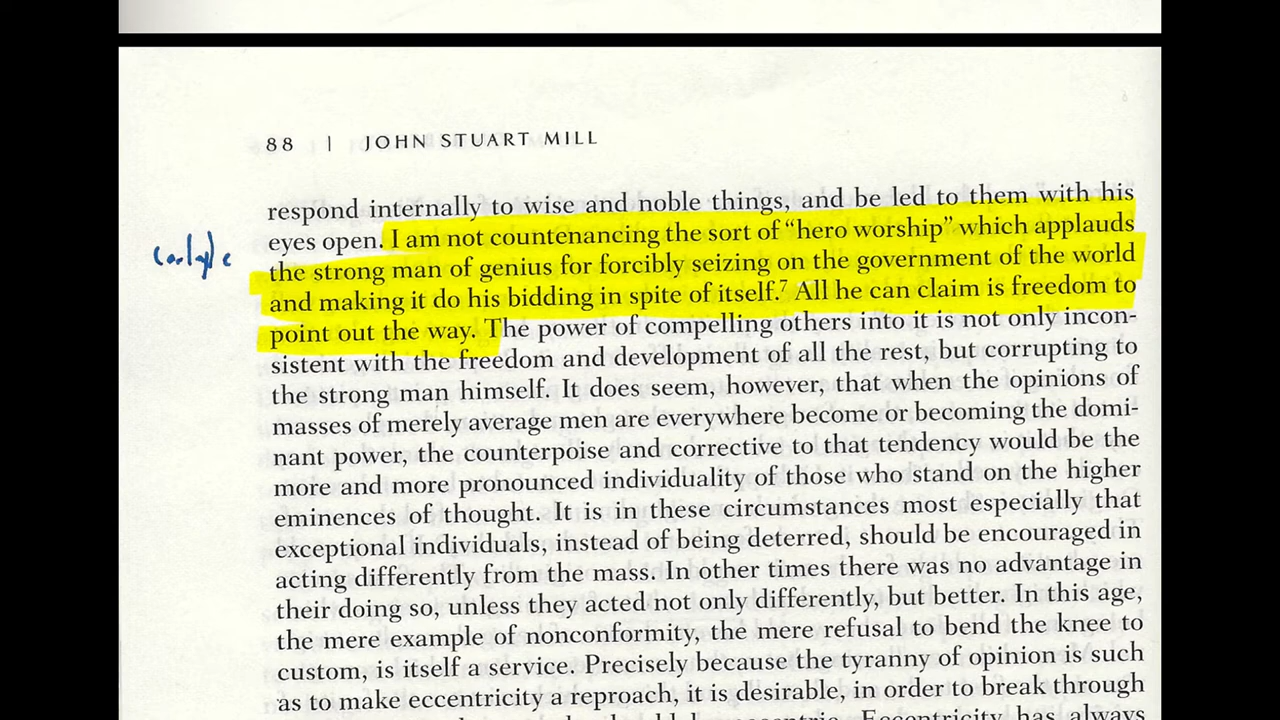 88 | JOHN STUART MILL
respond internally to wise and noble things, and be led to them with his
carlyle
eyes open. I am not countenancing the sort of “hero worship” which applauds
the strong man of genius for forcibly seizing on the government of the world
and making it do his bidding in spite of itself.⁷ All he can claim is freedom to
point out the way. The power of compelling others into it is not only incon-
sistent with the freedom and development of all the rest, but corrupting to
the strong man himself. It does seem, however, that when the opinions of
masses of merely average men are everywhere become or becoming the domi-
nant power, the counterpoise and corrective to that tendency would be the
more and more pronounced individuality of those who stand on the higher
eminences of thought. It is in these circumstances most especially that
exceptional individuals, instead of being deterred, should be encouraged in
acting differently from the mass. In other times there was no advantage in
their doing so, unless they acted not only differently, but better. In this age,
the mere example of nonconformity, the mere refusal to bend the knee to
custom, is itself a service. Precisely because the tyranny of opinion is such
as to make eccentricity a reproach, it is desirable, in order to break through
Eccentricity has always